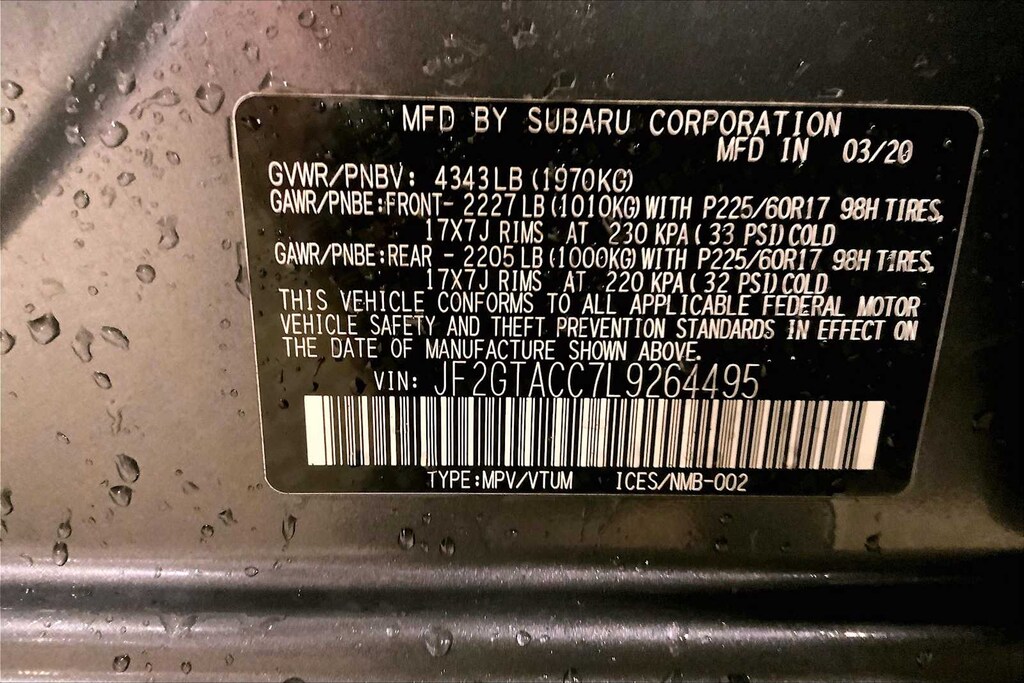 MFD BY SUBARU CORPORATION
MFD IN 03/20
GVWR/PNBV: 4343LB (1970KG)
GAWR/PNBE:FRONT- 2227 LB (1010KG) WITH P225/60R17 98H TIRES,
17X7J RIMS AT 230 KPA ( 33 PSI) COLD
GAWR/PNBE:REAR - 2205 LB (1000KG) WITH P225/60R17 98H TIRES,
17X7J RIMS AT 220 KPA ( 32 PSI) COLD
THIS VEHICLE CONFORMS TO ALL APPLICABLE FEDERAL MOTOR
VEHICLE SAFETY AND THEFT PREVENTION STANDARDS IN EFFECT ON
THE DATE OF MANUFACTURE SHOWN ABOVE.
VIN: JF2GTACC7L9264495
TYPE:MPV/VTUM ICES/NMB-002